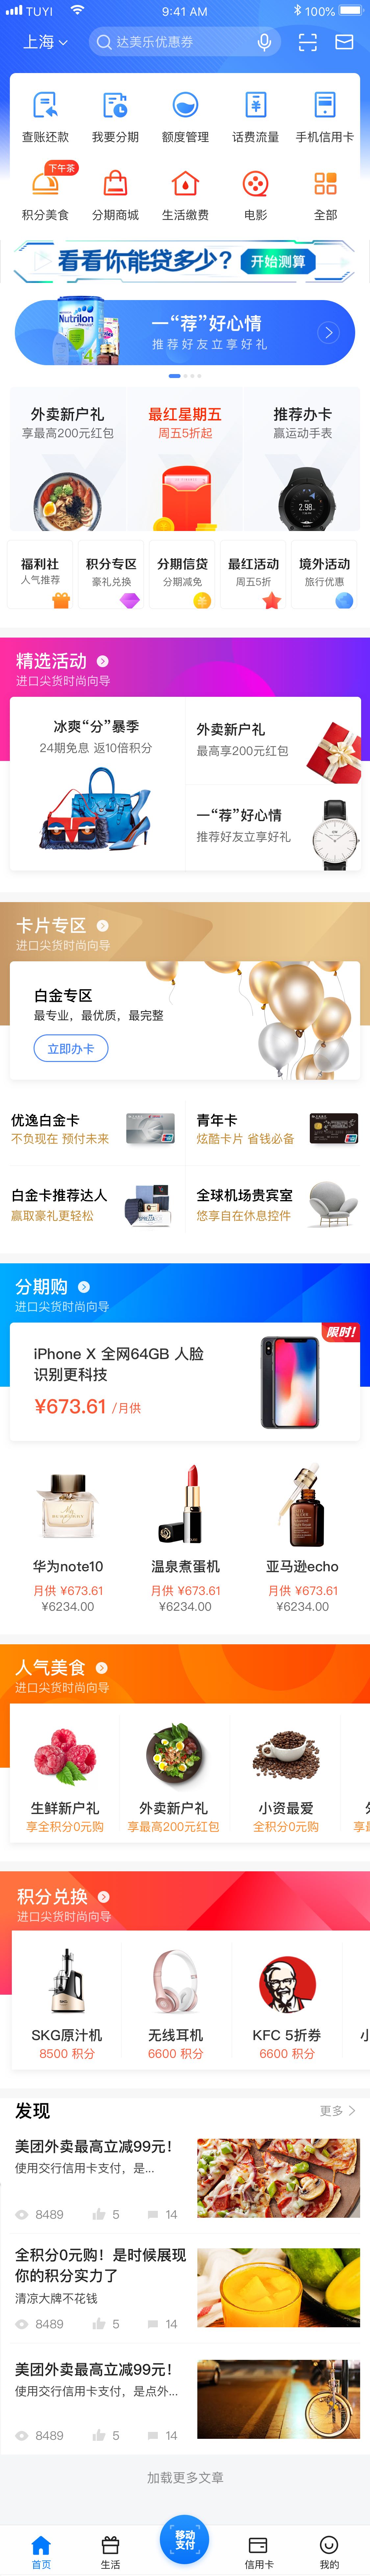 TUYI 9:41 AM 100%
上海 达美乐优惠券
查账还款 我要分期 额度管理 话费流量 手机信用卡
下午茶
积分美食 分期商城 生活缴费 电影 全部
看看你能贷多少? 开始测算
Nutrilon 4
一“荐”好心情
推荐好友立享好礼
外卖新户礼 最红星期五 推荐办卡
享最高200元红包 周五5折起 赢运动手表
2.98
福利社 积分专区 分期信贷 最红活动 境外活动
人气推荐 豪礼兑换 分期减免 周五5折 旅行优惠
精选活动
进口尖货时尚向导
冰爽“分”暴季
24期免息 返10倍积分
外卖新户礼
最高享200元红包
一“荐”好心情
推荐好友立享好礼
卡片专区
进口尖货时尚向导
白金专区
最专业，最优质，最完整
立即办卡
优逸白金卡 青年卡
不负现在 预付未来 炫酷卡片 省钱必备
白金卡推荐达人 全球机场贵宾室
赢取豪礼更轻松 悠享自在休息控件
分期购
进口尖货时尚向导
限时!
iPhone X 全网64GB 人脸
识别更科技
¥673.61 /月供
华为note10 温泉煮蛋机 亚马逊echo
月供 ¥673.61 月供 ¥673.61 月供 ¥673.61
¥6234.00 ¥6234.00 ¥6234.00
人气美食
进口尖货时尚向导
生鲜新户礼 外卖新户礼 小资最爱
享全积分0元购 享最高200元红包 全积分0元购
积分兑换
进口尖货时尚向导
SKG原汁机 无线耳机 KFC 5折券
8500 积分 6600 积分 6600 积分
发现 更多
美团外卖最高立减99元！
使用交行信用卡支付，是...
8489 5 14
全积分0元购！是时候展现
你的积分实力了
清凉大牌不花钱
8489 5 14
美团外卖最高立减99元！
使用交行信用卡支付，是点外...
8489 5 14
加载更多文章
移动
支付
首页 生活 信用卡 我的